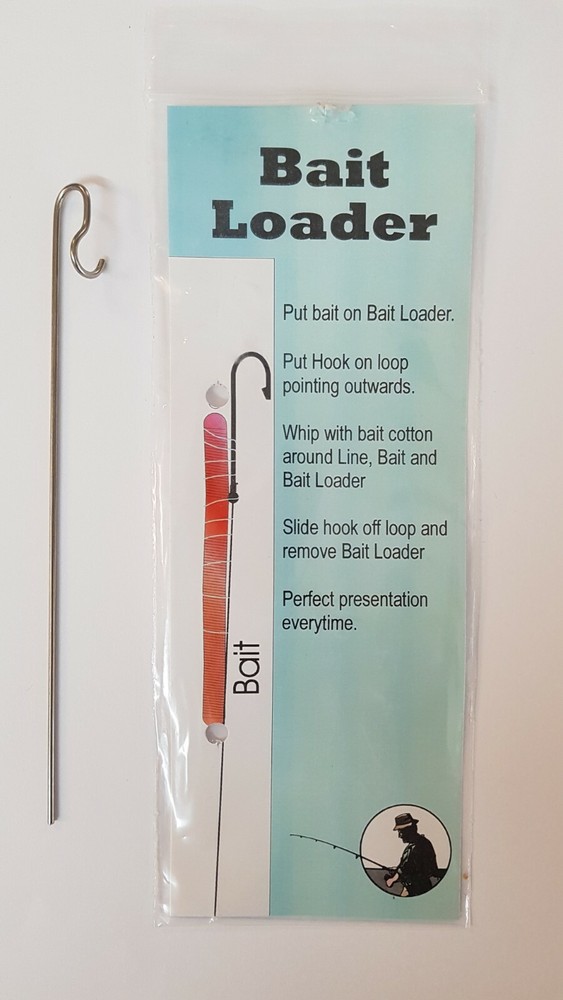 Bait
Loader
Put bait on Bait Loader.
Put Hook on loop
pointing outwards.
Whip with bait cotton
around Line, Bait and
Bait Loader
Slide hook off loop and
remove Bait Loader
Perfect presentation
everytime.
Bait